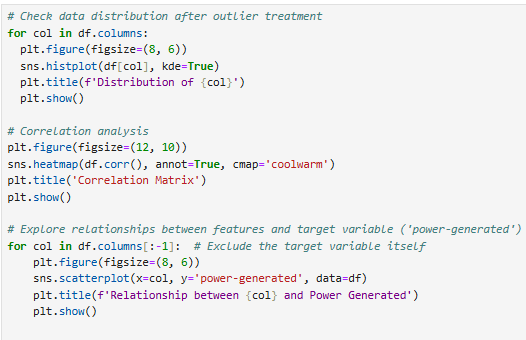 # Check data distribution after outlier treatment
for col in df.columns:
  plt.figure(figsize=(8, 6))
  sns.histplot(df[col], kde=True)
  plt.title(f'Distribution of {col}')
  plt.show()

# Correlation analysis
plt.figure(figsize=(12, 10))
sns.heatmap(df.corr(), annot=True, cmap='coolwarm')
plt.title('Correlation Matrix')
plt.show()

# Explore relationships between features and target variable ('power-generated')
for col in df.columns[:-1]:  # Exclude the target variable itself
    plt.figure(figsize=(8, 6))
    sns.scatterplot(x=col, y='power-generated', data=df)
    plt.title(f'Relationship between {col} and Power Generated')
    plt.show()